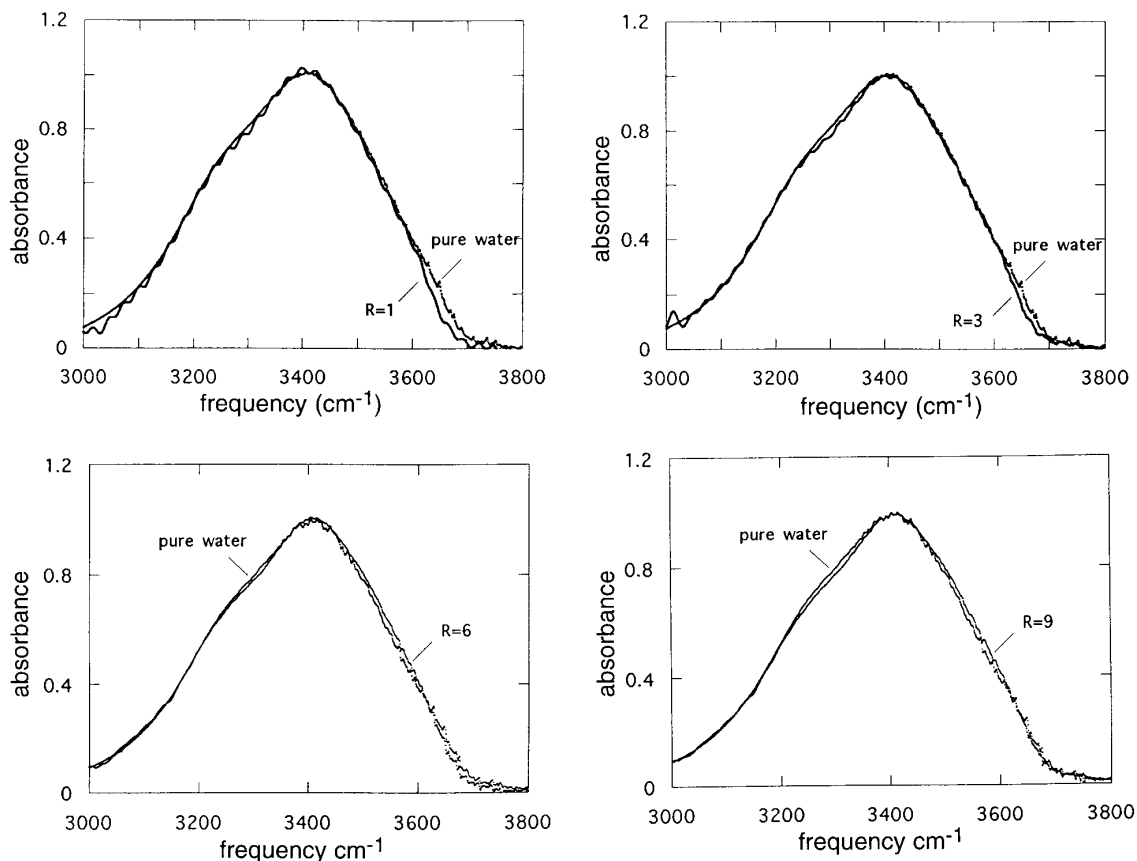 1.2
0.8
0.4
0
absorbance
pure water
R=1
3000 3200 3400 3600 3800
frequency (cm-1)
1.2
0.8
0.4
0
absorbance
pure water
R=3
3000 3200 3400 3600 3800
frequency (cm-1)
1.2
0.8
0.4
0
absorbance
pure water
R=6
3000 3200 3400 3600 3800
frequency cm-1
1.2
0.8
0.4
0
absorbance
pure water
R=9
3000 3200 3400 3600 3800
frequency cm-1